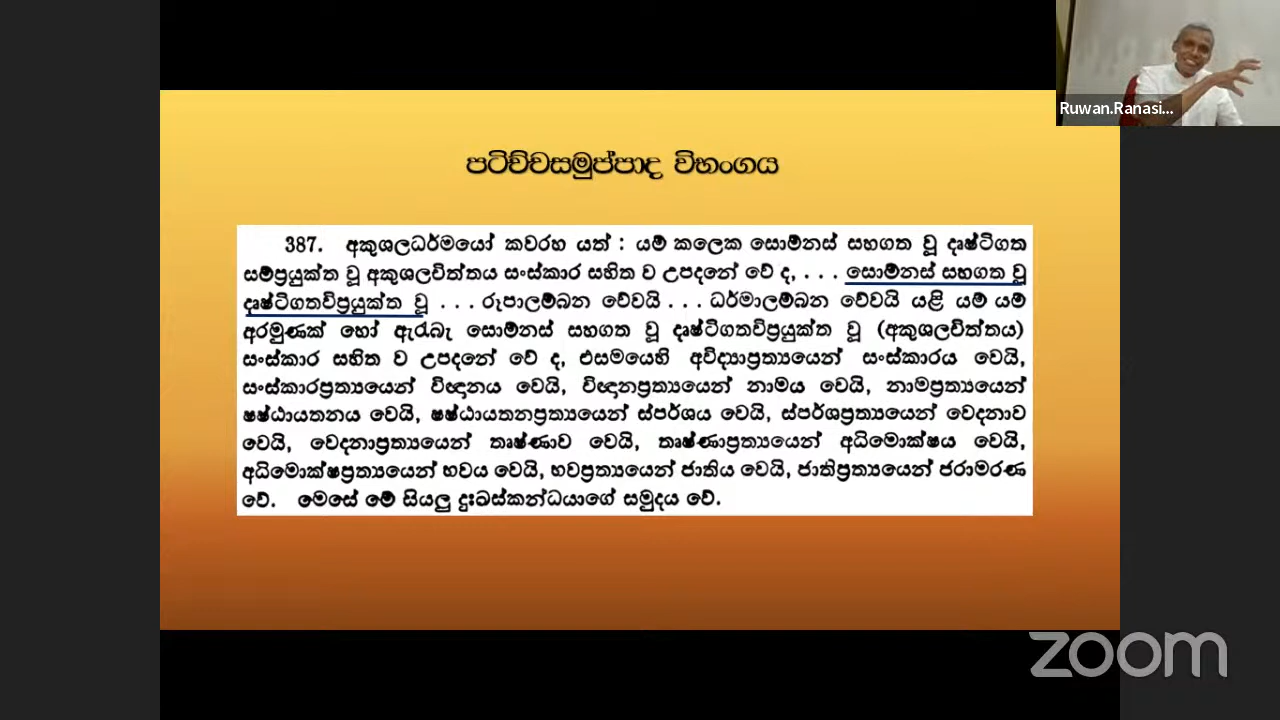 Ruwan.Ranasi...
පටිච්චසමුප්පාද විභංගය
387. අකුශලධර්මයෝ කවරහ යත් : යම් කලෙක සොම්නස් සහගත වූ දෘෂ්ටිගත
සම්ප්‍රයුක්ත වූ අකුශලචිත්තය සංස්කාර සහිත ව උපදනේ වේ ද, . . . සොම්නස් සහගත වූ
දෘෂ්ටිගතවිප්‍රයුක්ත වූ . . . රූපාලම්බන වේවයි . . . ධර්මාලම්බන වේවයි යළි යම් යම්
අරමුණක් හෝ ඇරැබැ සොම්නස් සහගත වූ දෘෂ්ටිගතවිප්‍රයුක්ත වූ (අකුශලචිත්තය)
සංස්කාර සහිත ව උපදනේ වේ ද, එසමයෙහි අවිද්‍යාප්‍රත්‍යයෙන් සංස්කාරය වෙයි,
සංස්කාරප්‍රත්‍යයෙන් විඥානය වෙයි, විඥානප්‍රත්‍යයෙන් නාමය වෙයි, නාමප්‍රත්‍යයෙන්
ෂෂ්ඨායතනය වෙයි, ෂෂ්ඨායතනප්‍රත්‍යයෙන් ස්පර්ශය වෙයි, ස්පර්ශප්‍රත්‍යයෙන් වෙදනාව
වෙයි, වෙදනාප්‍රත්‍යයෙන් තෘෂ්ණාව වෙයි, තෘෂ්ණාප්‍රත්‍යයෙන් අධිමොක්ෂය වෙයි,
අධිමොක්ෂප්‍රත්‍යයෙන් භවය වෙයි, භවප්‍රත්‍යයෙන් ජාතිය වෙයි, ජාතිප්‍රත්‍යයෙන් ජරාමරණ
වේ. මෙසේ මේ සියලු දුඃඛස්කන්ධයාගේ සමුදය වේ.
zoom